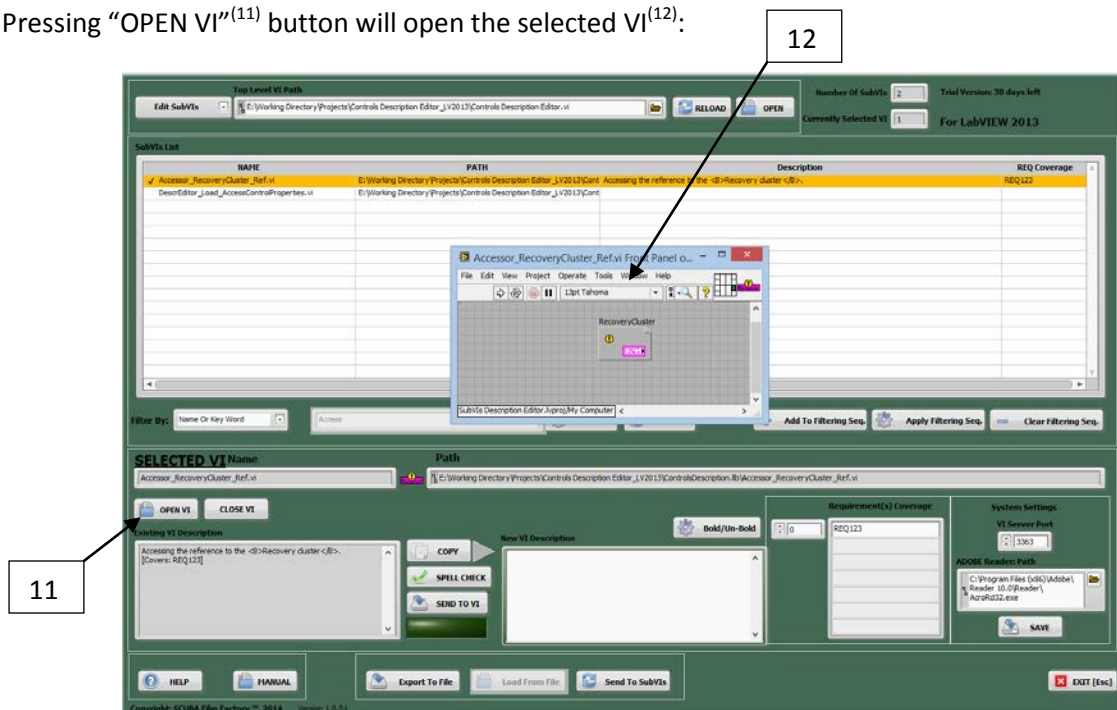 Pressing “OPEN VI”(11) button will open the selected VI(12):
12
Top Level VI Path
Edit SubVIs
E:\Working Directory\Projects\Controls Description Editor_LV2013\Controls Description Editor.vi
RELOAD
OPEN
Number Of SubVIs 2
Trial Version: 30 days left
Currently Selected VI 1
For LabVIEW 2013
SubVIs List
NAME PATH Description REQ Coverage
Accessor_RecoveryCluster_Ref.vi E:\Working Directory\Projects\Controls Description Editor_LV2013\Cont Accessing the reference to the <B>Recovery cluster</B>. REQ123
DescrEditor_Load_AccessControlProperties.vi E:\Working Directory\Projects\Controls Description Editor_LV2013\Cont
Accessor_RecoveryCluster_Ref.vi Front Panel o...
File Edit View Project Operate Tools Window Help
13pt Tahoma
RecoveryCluster
SubVIs Description Editor.lvproj/My Computer
Filter By: Name Or Key Word
Access
Add To Filtering Seq.
Apply Filtering Seq.
Clear Filtering Seq.
SELECTED VI Name
Path
Accessor_RecoveryCluster_Ref.vi
E:\Working Directory\Projects\Controls Description Editor_LV2013\ControlsDescription.llb\Accessor_RecoveryCluster_Ref.vi
OPEN VI
CLOSE VI
Existing VI Description
Accessing the reference to the <B>Recovery cluster</B>.
[Covers: REQ123]
COPY
SPELL CHECK
SEND TO VI
New VI Description
Bold/Un-Bold
Requirement(s) Coverage
0
REQ123
System Settings
VI Server Port
3363
ADOBE Reader: Path
C:\Program Files (x86)\Adobe\
Reader 10.0\Reader\
AcroRd32.exe
SAVE
11
HELP
MANUAL
Export To File
Load From File
Send To SubVIs
EXIT [Esc]
Copyright: SCUBA Film Factory ™, 2014 Version 1.0.01